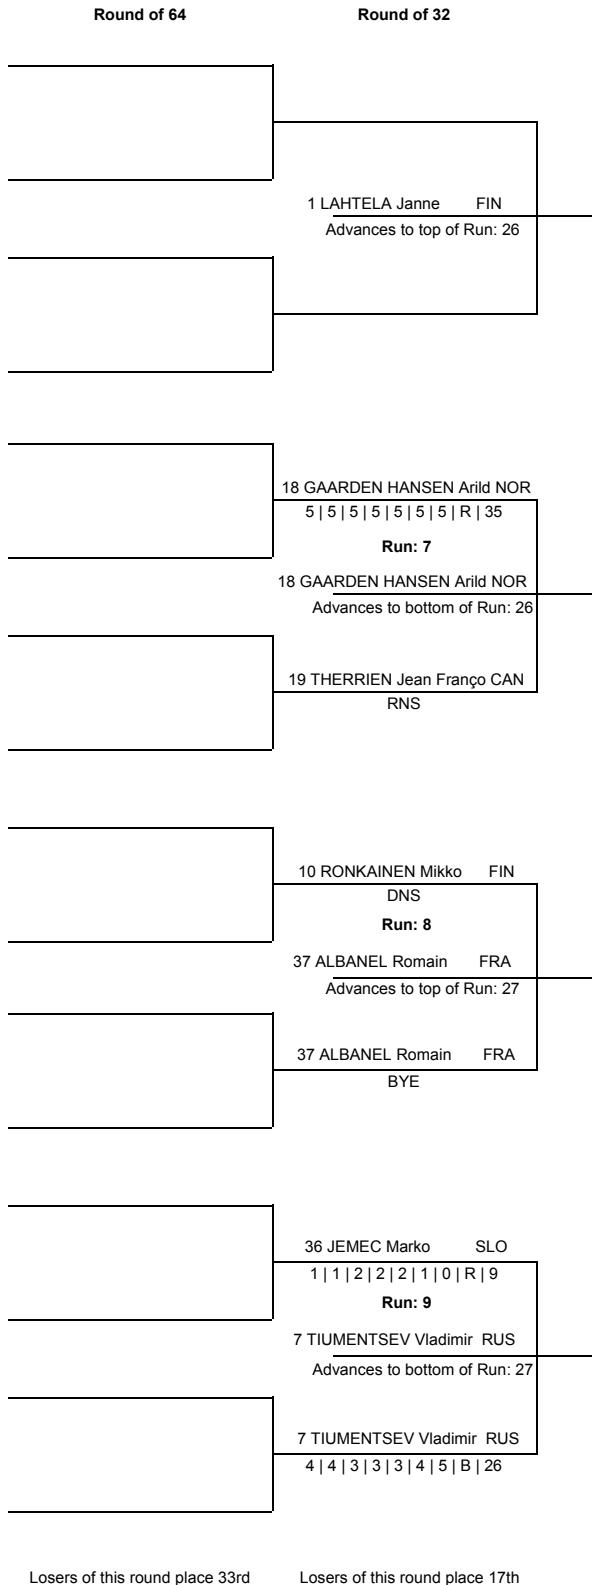 Round of 64 Round of 32
1 LAHTELA Janne FIN
Advances to top of Run: 26
18 GAARDEN HANSEN Arild NOR
5 | 5 | 5 | 5 | 5 | 5 | 5 | R | 35
Run: 7
18 GAARDEN HANSEN Arild NOR
Advances to bottom of Run: 26
19 THERRIEN Jean Franço CAN
RNS
10 RONKAINEN Mikko FIN
DNS
Run: 8
37 ALBANEL Romain FRA
Advances to top of Run: 27
37 ALBANEL Romain FRA
BYE
36 JEMEC Marko SLO
1 | 1 | 2 | 2 | 2 | 1 | 0 | R | 9
Run: 9
7 TIUMENTSEV Vladimir RUS
Advances to bottom of Run: 27
7 TIUMENTSEV Vladimir RUS
4 | 4 | 3 | 3 | 3 | 4 | 5 | B | 26
Losers of this round place 33rd Losers of this round place 17th